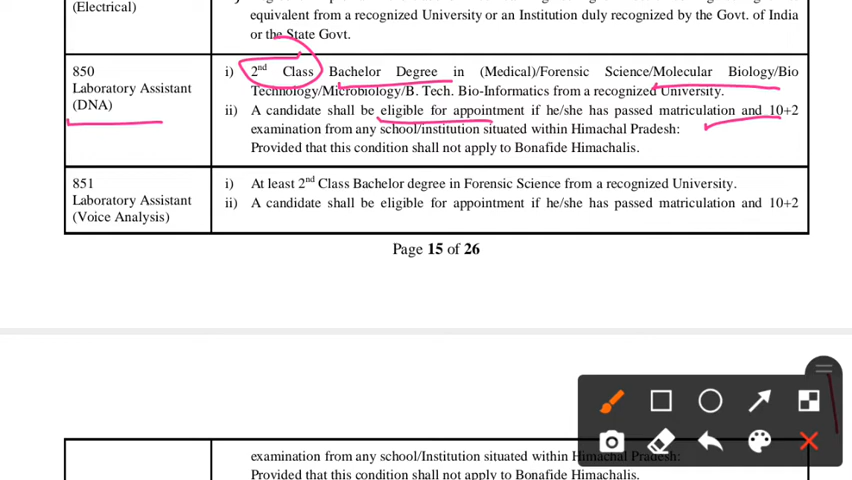 (Electrical)
equivalent from a recognized University or an Institution duly recognized by the Govt. of India
or the State Govt.
850
Laboratory Assistant
(DNA)
i) 2nd Class Bachelor Degree in (Medical)/Forensic Science/Molecular Biology/Bio
Technology/Microbiology/B. Tech. Bio-Informatics from a recognized University.
ii) A candidate shall be eligible for appointment if he/she has passed matriculation and 10+2
examination from any school/institution situated within Himachal Pradesh:
Provided that this condition shall not apply to Bonafide Himachalis.
851
Laboratory Assistant
(Voice Analysis)
i) At least 2nd Class Bachelor degree in Forensic Science from a recognized University.
ii) A candidate shall be eligible for appointment if he/she has passed matriculation and 10+2
Page 15 of 26
examination from any school/Institution situated within Himachal Pradesh:
Provided that this condition shall not apply to Bonafide Himachalis.